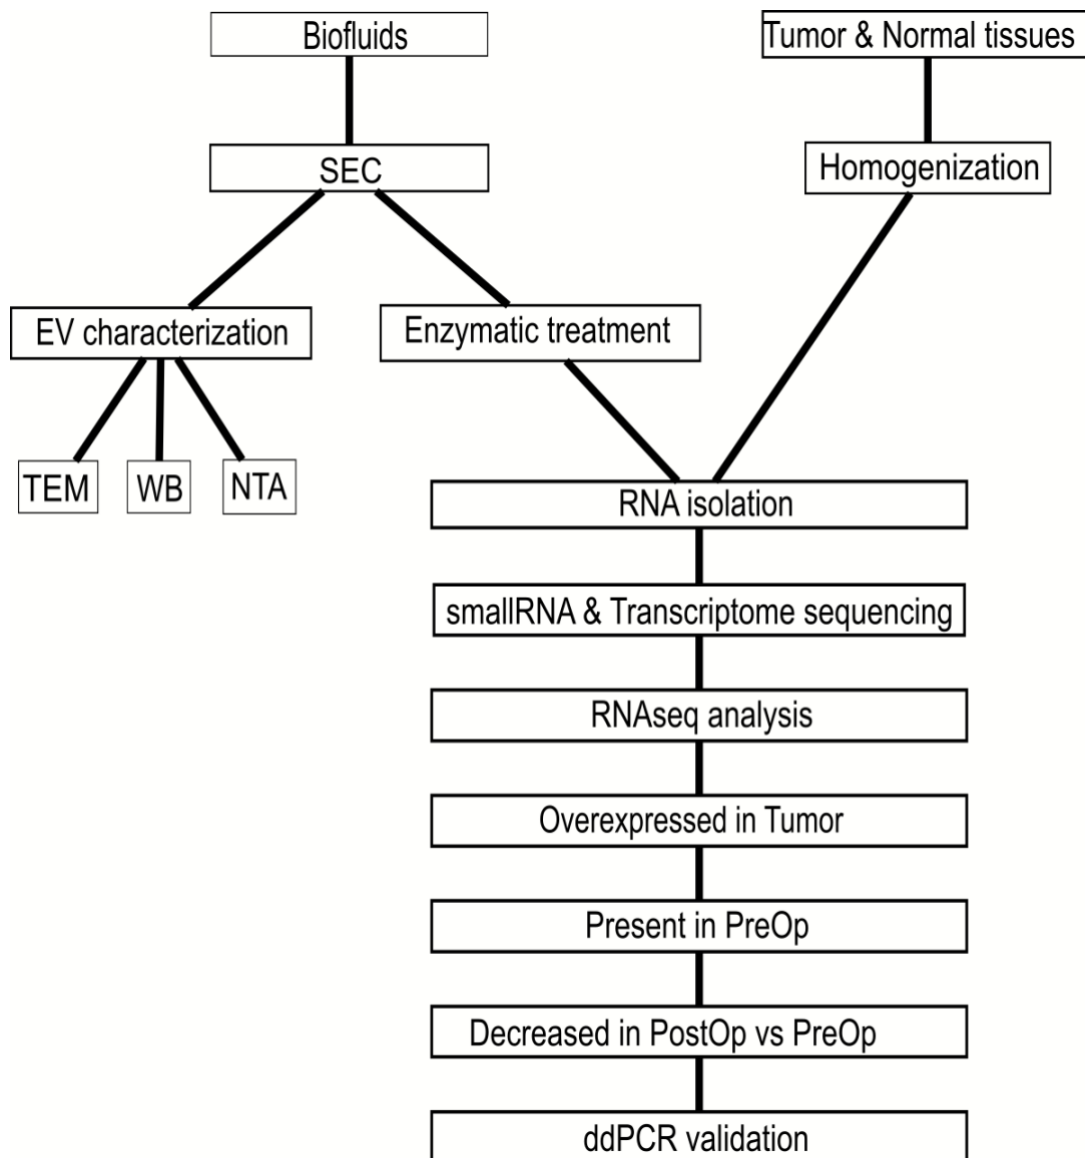 Biofluids
Tumor & Normal tissues
SEC
Homogenization
EV characterization
Enzymatic treatment
TEM
WB
NTA
RNA isolation
smallRNA & Transcriptome sequencing
RNAseq analysis
Overexpressed in Tumor
Present in PreOp
Decreased in PostOp vs PreOp
ddPCR validation